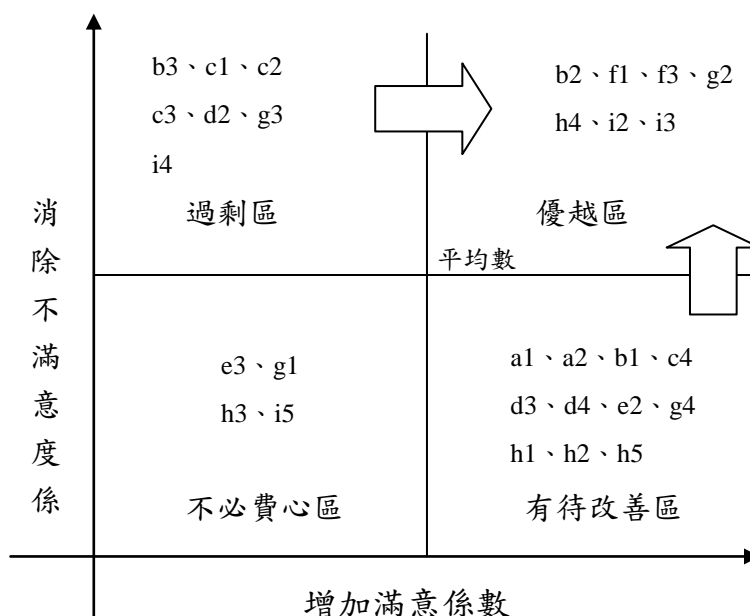 b3、c1、c2
c3、d2、g3
i4
過剩區
b2、f1、f3、g2
h4、i2、i3
優越區
平均數
消除不滿意度係
e3、g1
h3、i5
不必費心區
a1、a2、b1、c4
d3、d4、e2、g4
h1、h2、h5
有待改善區
增加滿意係數